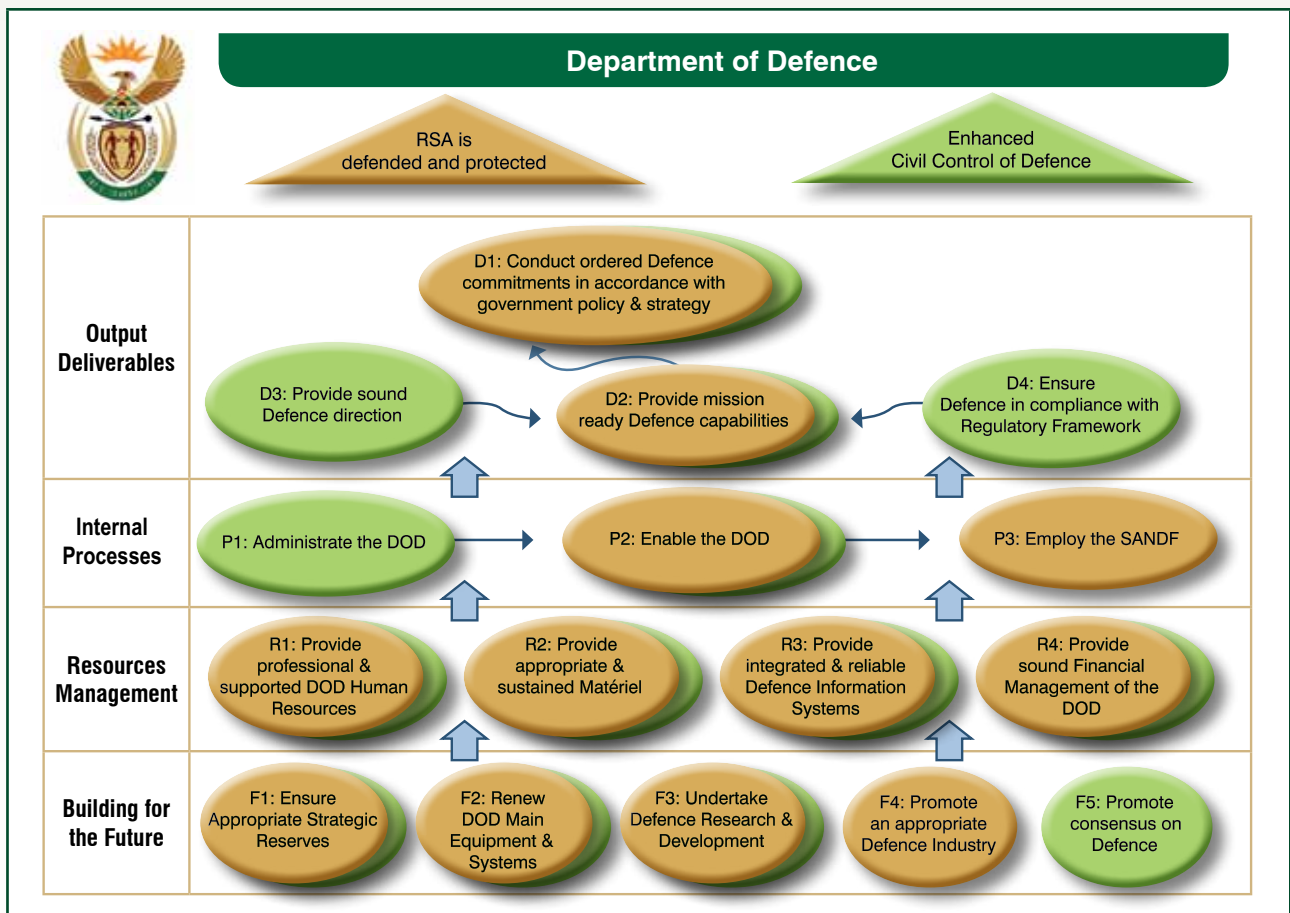 Department of Defence
RSA is
defended and protected
Enhanced
Civil Control of Defence
Output
Deliverables
D1: Conduct ordered Defence
commitments in accordance with
government policy & strategy
D3: Provide sound
Defence direction
D2: Provide mission
ready Defence capabilities
D4: Ensure
Defence in compliance with
Regulatory Framework
Internal
Processes
P1: Administrate the DOD
P2: Enable the DOD
P3: Employ the SANDF
Resources
Management
R1: Provide
professional &
supported DOD Human
Resources
R2: Provide
appropriate &
sustained Matériel
R3: Provide
integrated & reliable
Defence Information
Systems
R4: Provide
sound Financial
Management of the
DOD
Building for
the Future
F1: Ensure
Appropriate Strategic
Reserves
F2: Renew
DOD Main
Equipment &
Systems
F3: Undertake
Defence Research &
Development
F4: Promote
an appropriate
Defence Industry
F5: Promote
consensus on
Defence